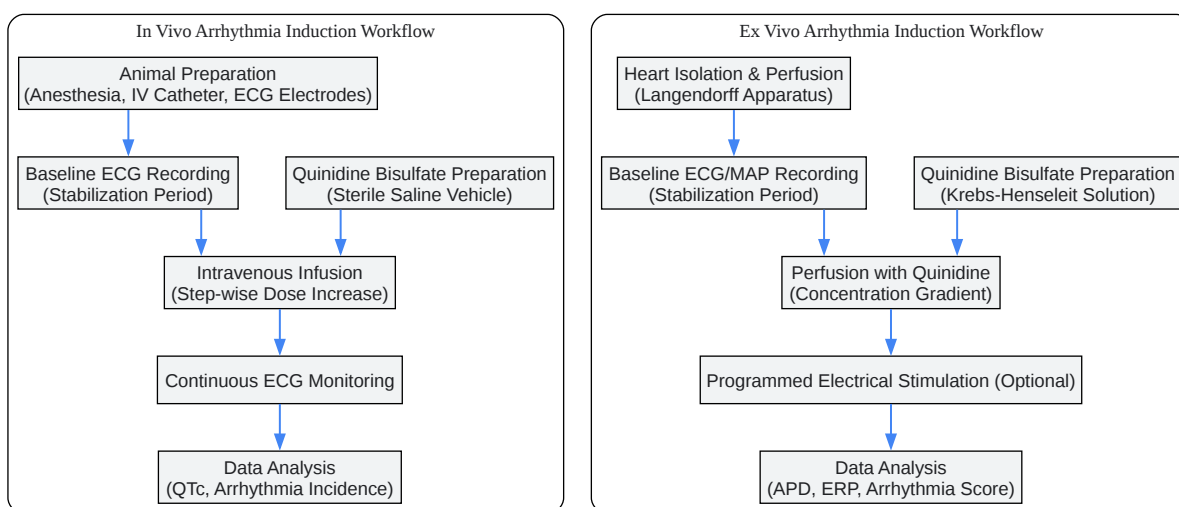 In Vivo Arrhythmia Induction Workflow
Animal Preparation
(Anesthesia, IV Catheter, ECG Electrodes)
Baseline ECG Recording
(Stabilization Period)
Quinidine Bisulfate Preparation
(Sterile Saline Vehicle)
Intravenous Infusion
(Step-wise Dose Increase)
Continuous ECG Monitoring
Data Analysis
(QTc, Arrhythmia Incidence)
Ex Vivo Arrhythmia Induction Workflow
Heart Isolation & Perfusion
(Langendorff Apparatus)
Baseline ECG/MAP Recording
(Stabilization Period)
Quinidine Bisulfate Preparation
(Krebs-Henseleit Solution)
Perfusion with Quinidine
(Concentration Gradient)
Programmed Electrical Stimulation (Optional)
Data Analysis
(APD, ERP, Arrhythmia Score)